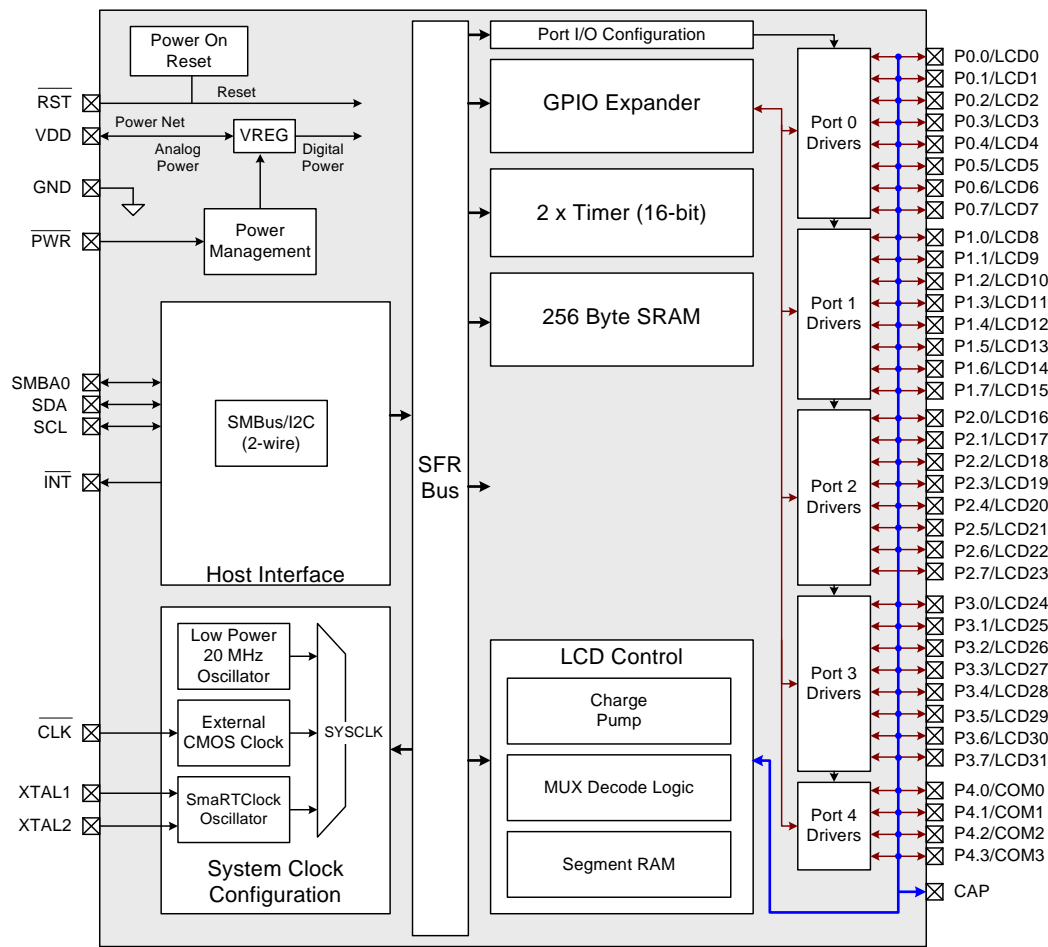 Power On
Reset
Reset
RST
VDD
Power Net
Analog
Power
VREG
Digital
Power
GND
PWR
Power
Management
SMBA0
SDA
SCL
INT
SMBus/I2C
(2-wire)
Host Interface
Low Power
20 MHz
Oscillator
CLK
External
CMOS Clock
SYSCLK
XTAL1
XTAL2
SmaRTClock
Oscillator
System Clock
Configuration
SFR
Bus
Port I/O Configuration
GPIO Expander
2 x Timer (16-bit)
256 Byte SRAM
LCD Control
Charge
Pump
MUX Decode Logic
Segment RAM
Port 0
Drivers
Port 1
Drivers
Port 2
Drivers
Port 3
Drivers
Port 4
Drivers
P0.0/LCD0
P0.1/LCD1
P0.2/LCD2
P0.3/LCD3
P0.4/LCD4
P0.5/LCD5
P0.6/LCD6
P0.7/LCD7
P1.0/LCD8
P1.1/LCD9
P1.2/LCD10
P1.3/LCD11
P1.4/LCD12
P1.5/LCD13
P1.6/LCD14
P1.7/LCD15
P2.0/LCD16
P2.1/LCD17
P2.2/LCD18
P2.3/LCD19
P2.4/LCD20
P2.5/LCD21
P2.6/LCD22
P2.7/LCD23
P3.0/LCD24
P3.1/LCD25
P3.2/LCD26
P3.3/LCD27
P3.4/LCD28
P3.5/LCD29
P3.6/LCD30
P3.7/LCD31
P4.0/COM0
P4.1/COM1
P4.2/COM2
P4.3/COM3
CAP